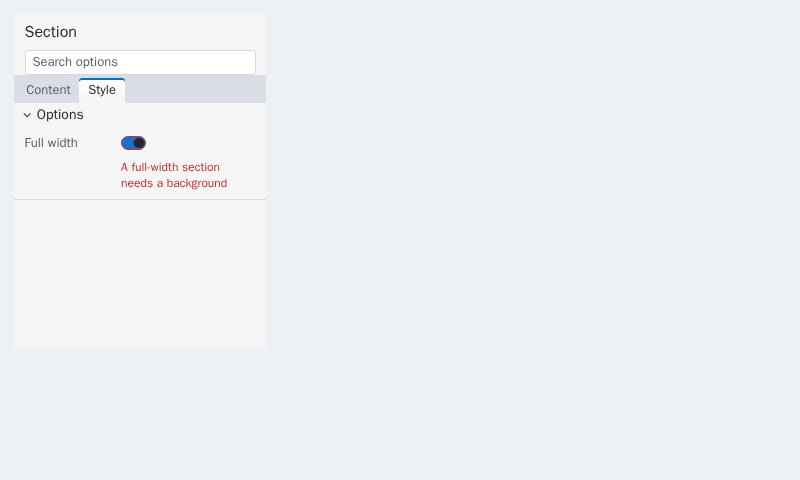 Section
Search options
Content
Style
Options
Full width
A full-width section
needs a background